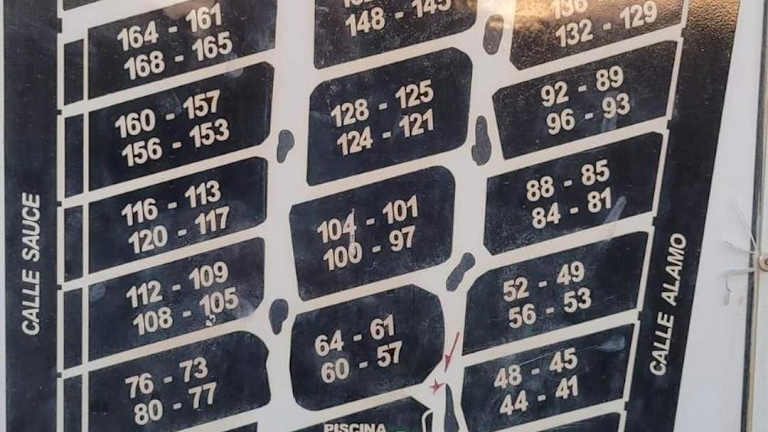 164 - 161
168 - 165
148 - 145
132 - 129
160 - 157
156 - 153
128 - 125
124 - 121
92 - 89
96 - 93
116 - 113
120 - 117
104 - 101
100 - 97
88 - 85
84 - 81
112 - 109
108 - 105
64 - 61
60 - 57
52 - 49
56 - 53
76 - 73
80 - 77
48 - 45
44 - 41
CALLE SAUCE
CALLE ALAMO
PISCINA